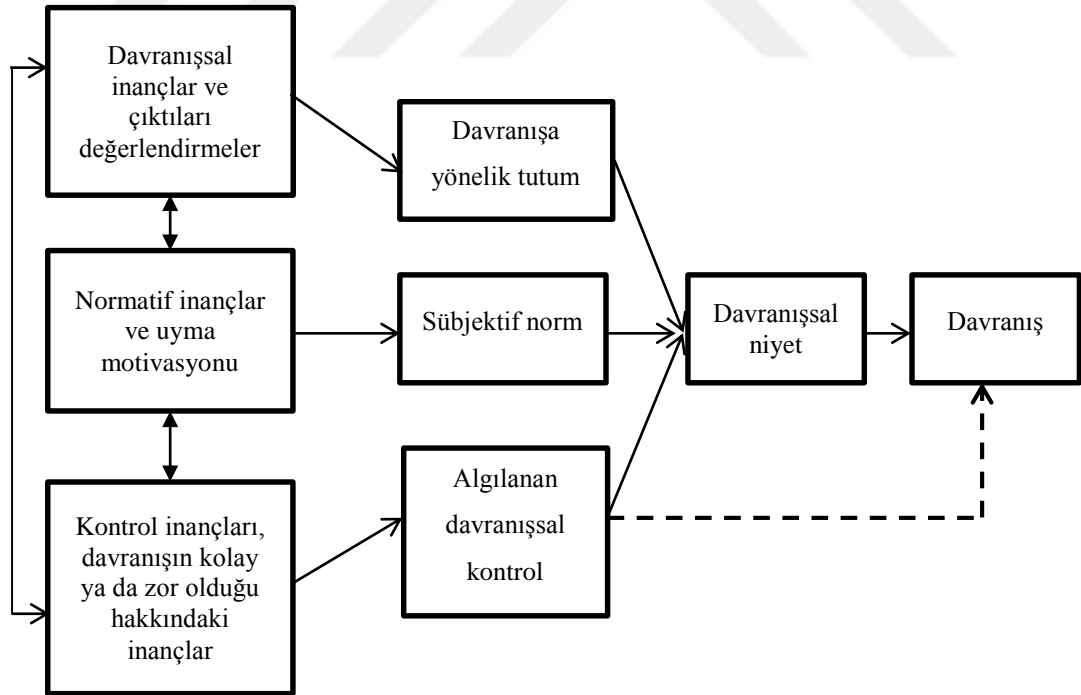 Davranışsal
inançlar ve
çıktıları
değerlendirmeler
Davranışa
yönelik tutum
Normatif inançlar
ve uyma
motivasyonu
Sübjektif norm
Davranışsal
niyet
Davranış
Kontrol inançları,
davranışın kolay
ya da zor olduğu
hakkındaki
inançlar
Algılanan
davranışsal
kontrol